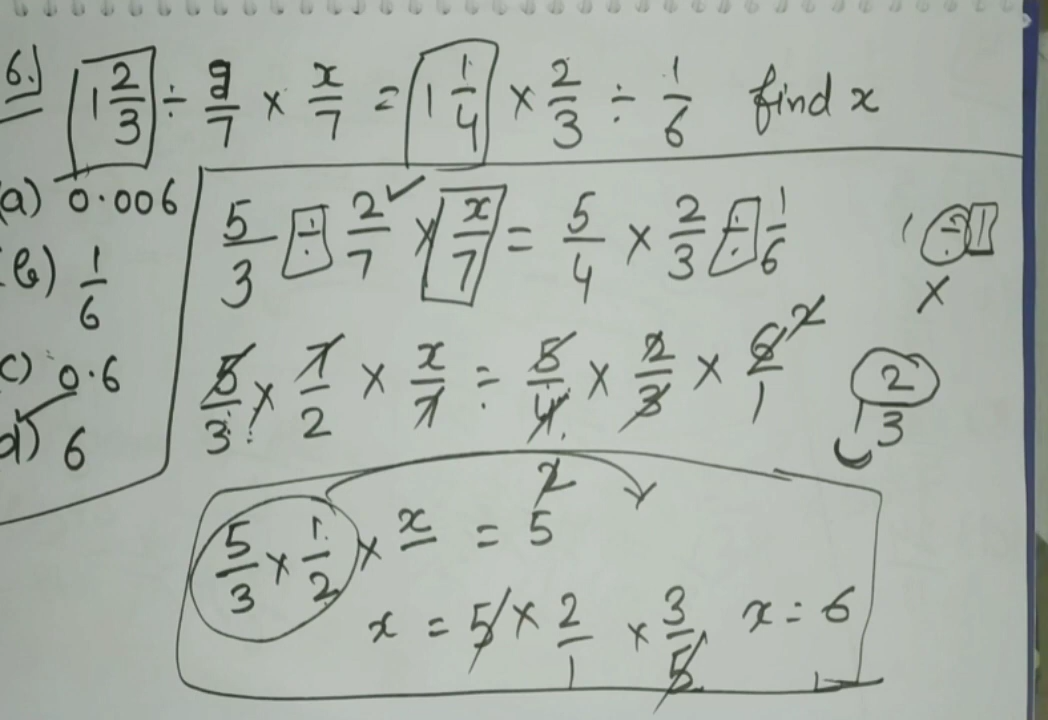 6.) 1 2/3 ÷ 2/7 × x/7 = 1 1/4 × 2/3 ÷ 1/6 find x
(a) 0.006
(b) 1/6
(c) 0.6
(d) 6
5/3 ÷ 2/7 × x/7 = 5/4 × 2/3 ÷ 1/6
5/3 × 7/2 × x/7 = 5/4 × 2/3 × 6/1
2
2
2/3
5/3 × 1/2 × x = 5
x = 5 × 2/1 × 3/5 x = 6